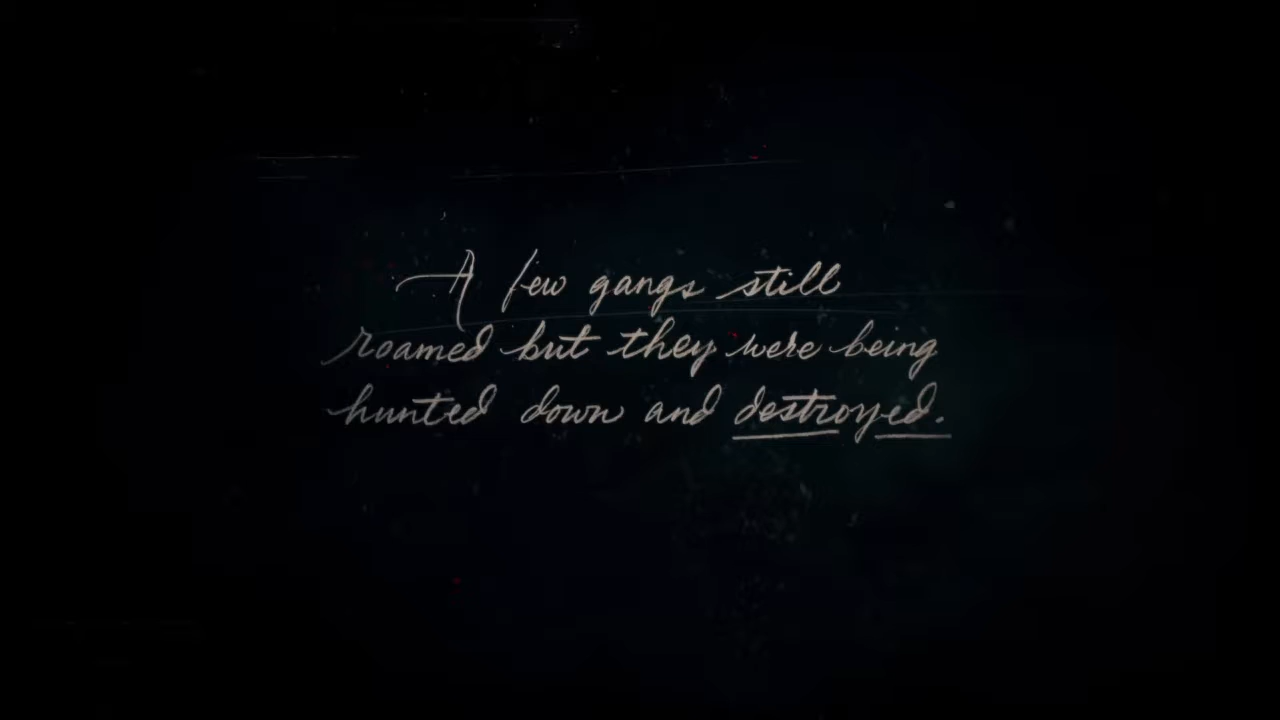 A few gangs still
roamed but they were being
hunted down and destroyed.